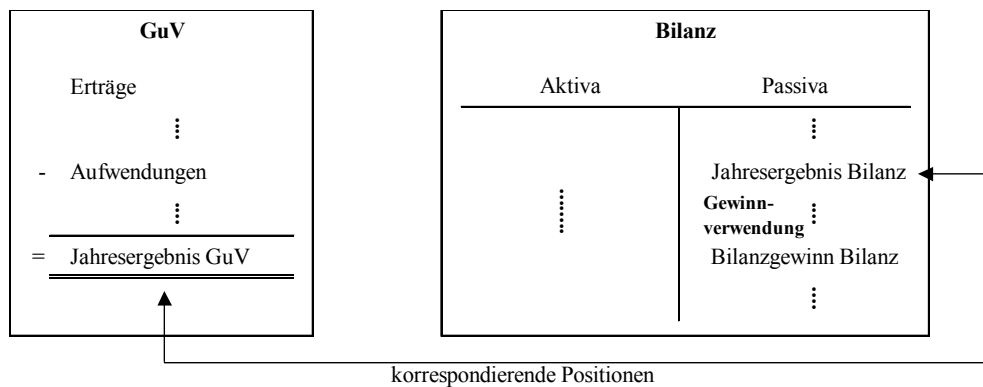 GuV
Erträge
- Aufwendungen
= Jahresergebnis GuV
Bilanz
Aktiva
Passiva
Jahresergebnis Bilanz
Gewinn-
verwendung
Bilanzgewinn Bilanz
korrespondierende Positionen